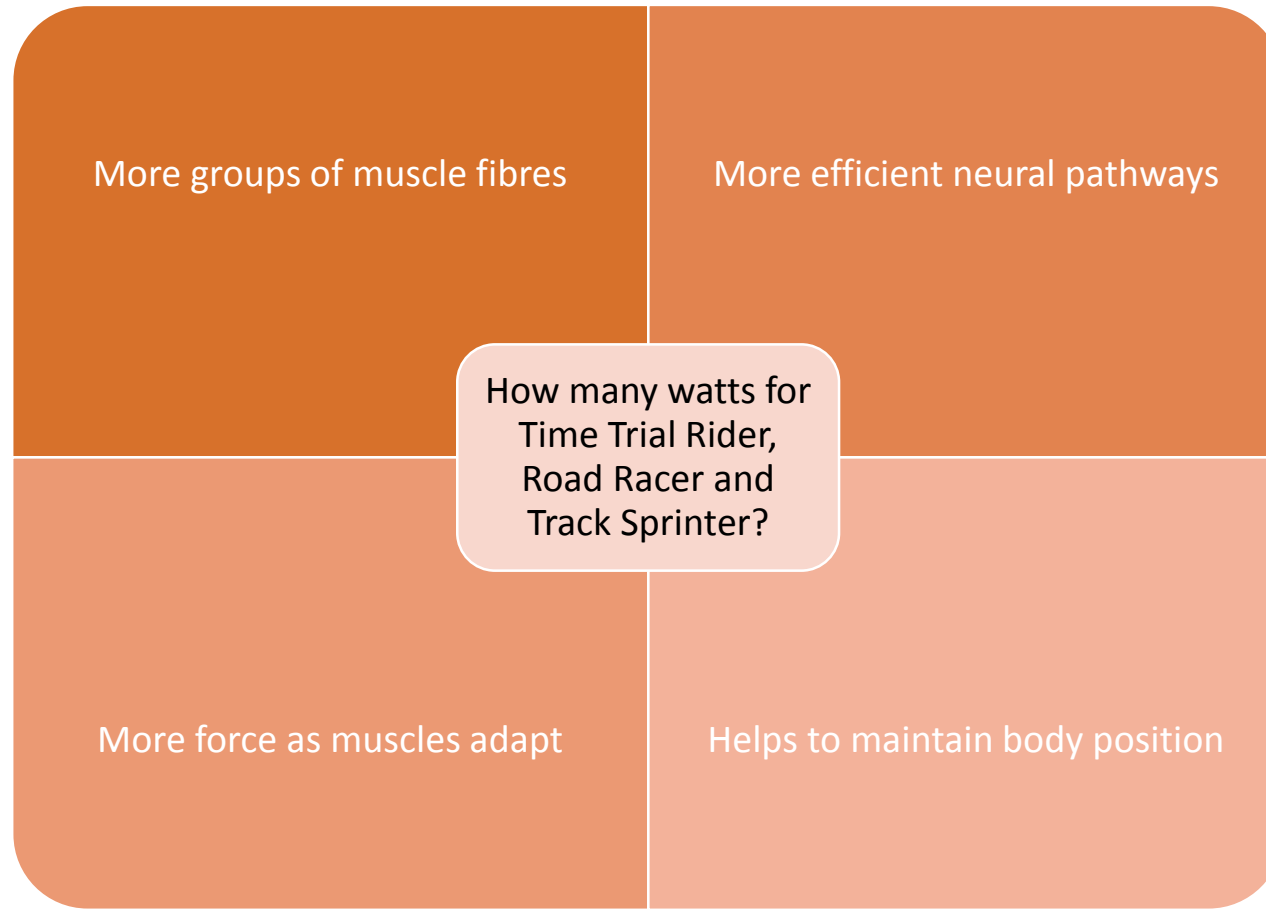 More groups of muscle fibres
More efficient neural pathways
How many watts for
Time Trial Rider,
Road Racer and
Track Sprinter?
More force as muscles adapt
Helps to maintain body position